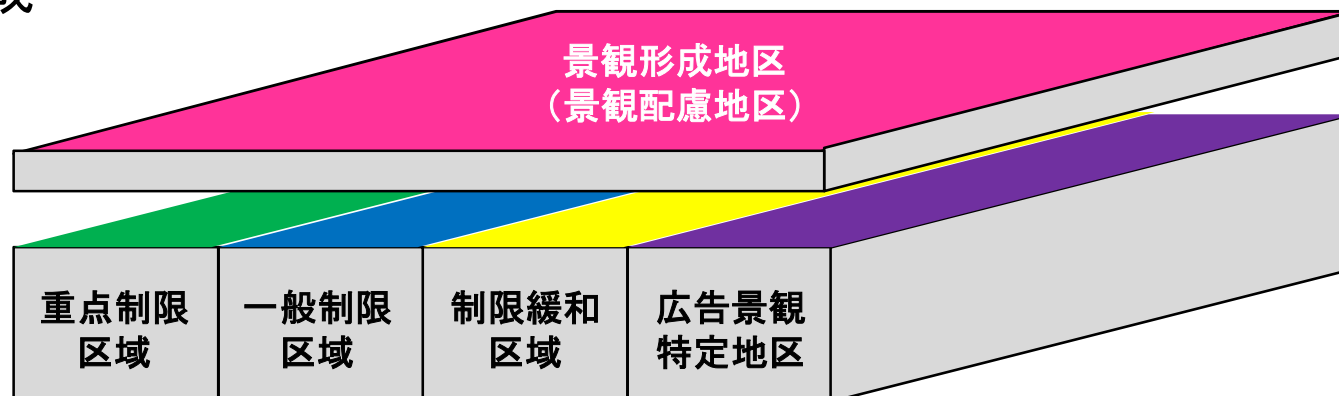 域
景観形成地区
（景観配慮地区）
重点制限
区域
一般制限
区域
制限緩和
区域
広告景観
特定地区